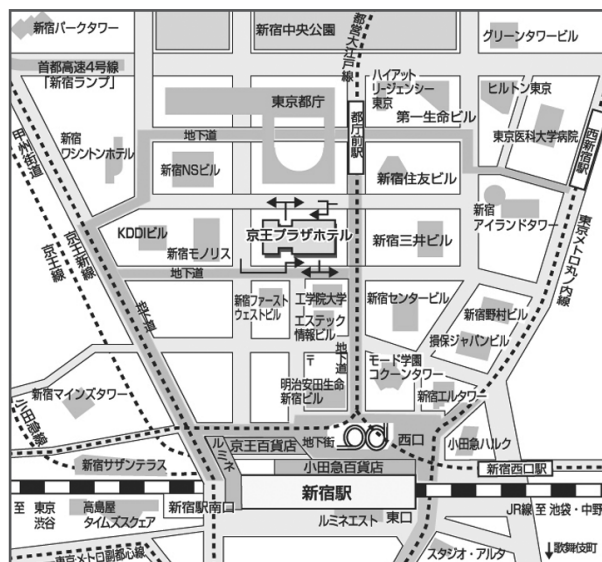 新宿パークタワー
新宿中央公園
都営大江戸線
グリーンタワービル
首都高速4号線
「新宿ランプ」
ハイアット
リージェンシー
東京
ヒルトン東京
東京都庁
第一生命ビル
都庁前駅
東京医科大学病院
西新宿駅
甲州街道
新宿
ワシントンホテル
地下道
新宿NSビル
新宿住友ビル
新宿
アイランドタワー
KDDIビル
新宿モノリス
京王プラザホテル
新宿三井ビル
京王新線
京王線
東京メトロ丸ノ内線
地下道
地下道
新宿ファースト
ウェストビル
工学院大学
エステック
情報ビル
新宿センタービル
新宿野村ビル
損保ジャパンビル
地下道
〒
モード学園
コクーンタワー
新宿マインズタワー
明治安田生命
新宿ビル
新宿エルタワー
小田急線
ルミネ
京王百貨店
地下街
西口
小田急ハルク
新宿サザンテラス
小田急百貨店
新宿西口駅
新宿駅
至 東京
渋谷
高島屋
タイムズスクェア
新宿駅南口
ルミネエスト
東口
JR線 至 池袋・中野
東京メトロ副都心線
スタジオ・アルタ
↓歌舞伎町